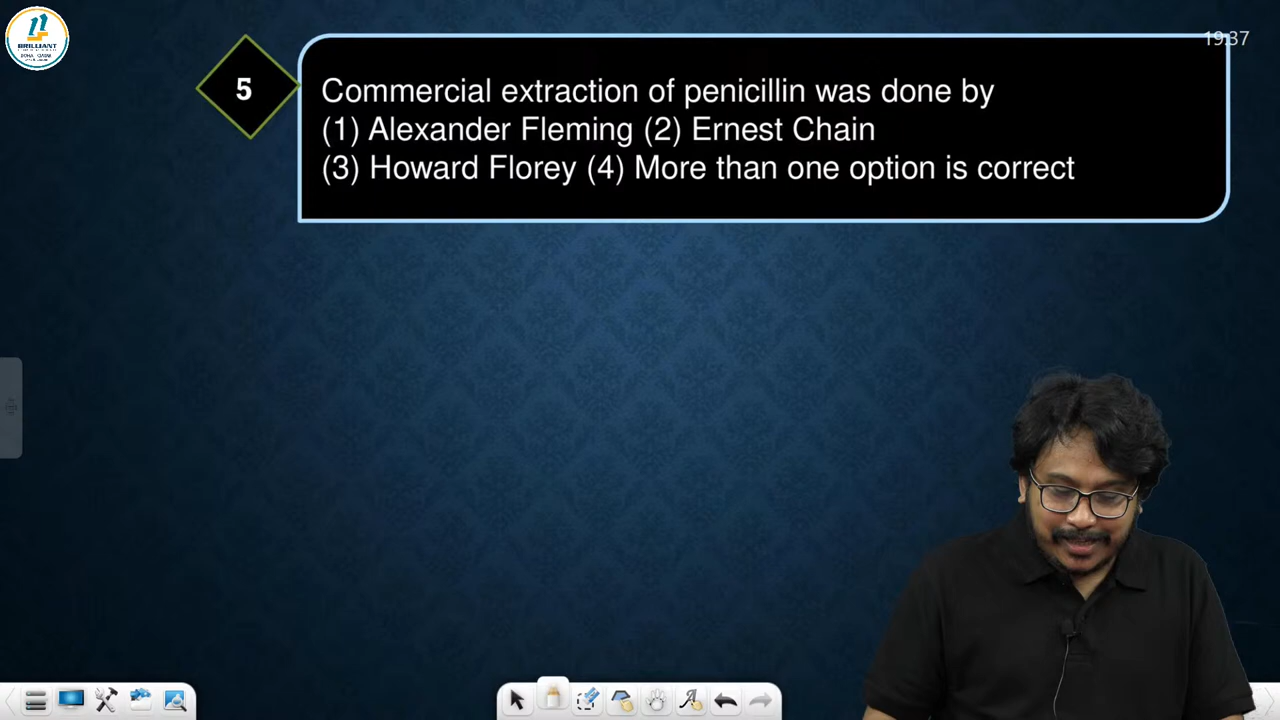 BRILLIANT
19:37
5
Commercial extraction of penicillin was done by
(1) Alexander Fleming (2) Ernest Chain
(3) Howard Florey (4) More than one option is correct